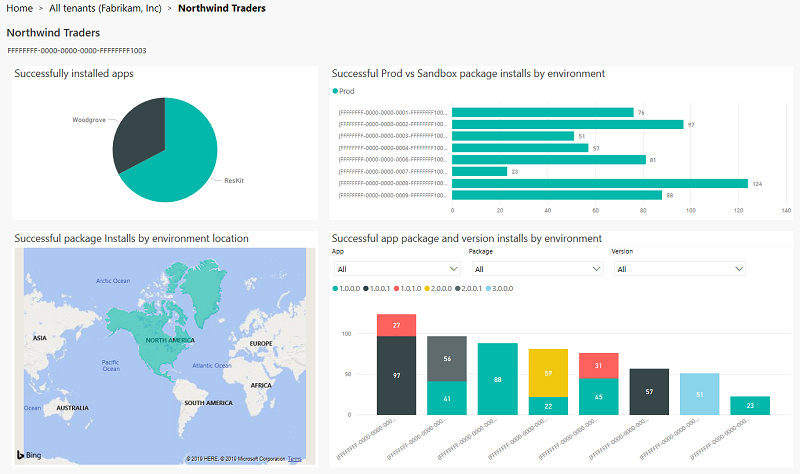 Home > All tenants (Fabrikam, Inc) > Northwind Traders
Northwind Traders
FFFFFFFF-0000-0000-0000-FFFFFFFF1003
Successfully installed apps
Woodgrove
ResKit
Successful Prod vs Sandbox package installs by environment
Prod
(FFFFFFFF-0000-0000-0001-FFFFFFFF100... 76
(FFFFFFFF-0000-0000-0002-FFFFFFFF100... 97
(FFFFFFFF-0000-0000-0003-FFFFFFFF100... 51
(FFFFFFFF-0000-0000-0004-FFFFFFFF100... 57
(FFFFFFFF-0000-0000-0006-FFFFFFFF100... 81
(FFFFFFFF-0000-0000-0007-FFFFFFFF100... 23
(FFFFFFFF-0000-0000-0008-FFFFFFFF100... 124
(FFFFFFFF-0000-0000-0009-FFFFFFFF100... 88
0 20 40 60 80 100 120 140
Successful package Installs by environment location
Arctic Ocean
ASIA
NORTH AMERICA
EUROPE
Pacific
Ocean
Atlantic Ocean
AFRICA
Ocean
AUSTRALIA
SOUTH AMERICA
Bing
© 2019 HERE, © 2019 Microsoft Corporation Terms
Successful app package and version installs by environment
App Package Version
All All All
1.0.0.0 1.0.0.1 1.0.1.0 2.0.0.0 2.0.0.1 3.0.0.0
100
50
0
27
97
56
41
88
59
22
31
45
57
51
23
(FFFFFFFF-0000-0000-000...
(FFFFFFFF-0000-0000-000...
(FFFFFFFF-0000-0000-000...
(FFFFFFFF-0000-0000-000...
(FFFFFFFF-0000-0000-000...
(FFFFFFFF-0000-0000-000...
(FFFFFFFF-0000-0000-000...
(FFFFFFFF-0000-0000-000...